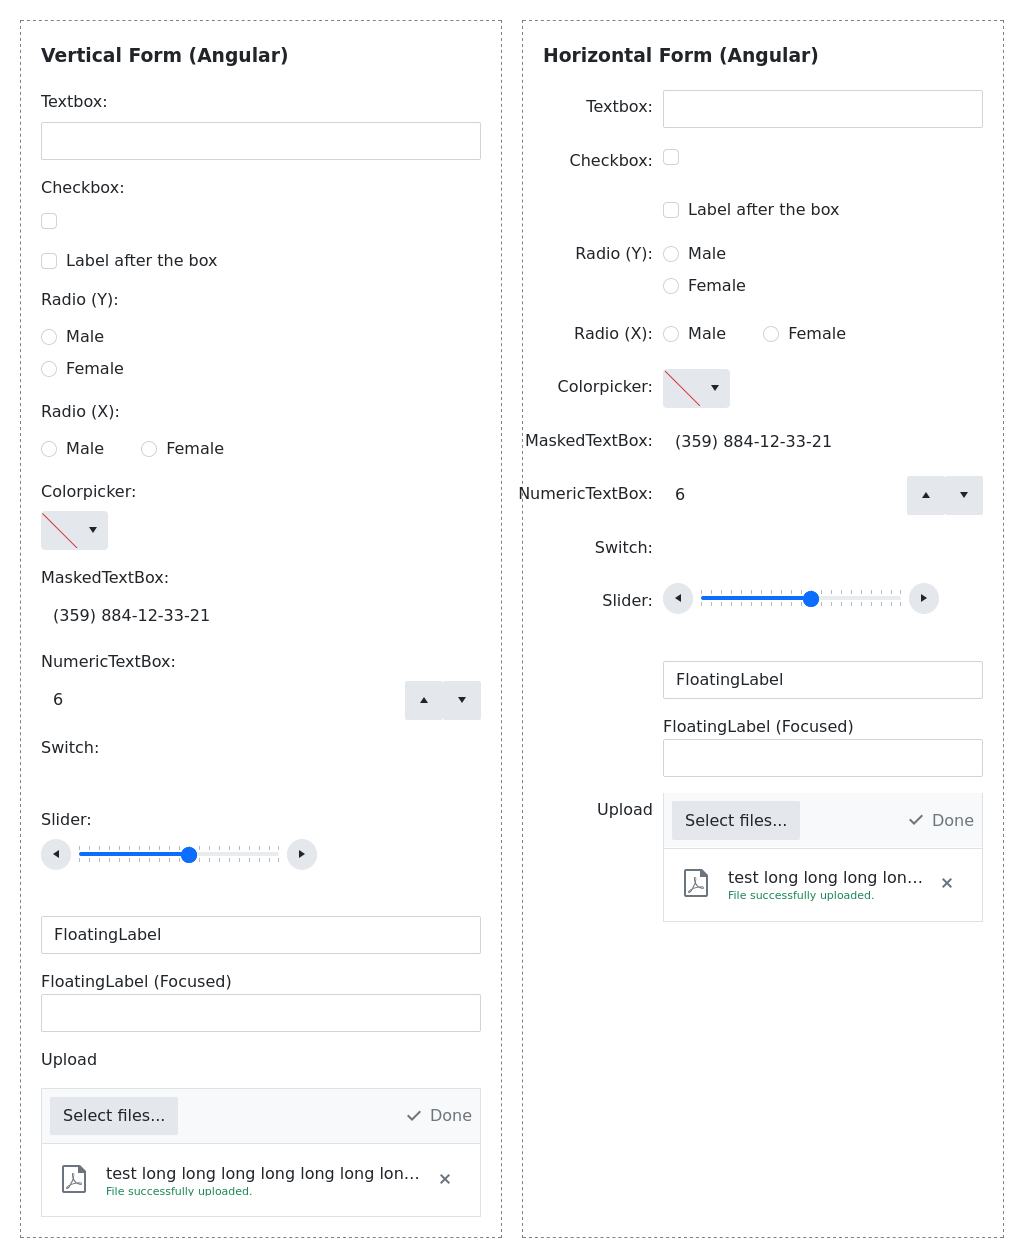 Vertical Form (Angular)
Textbox:
Checkbox:
Label after the box
Radio (Y):
Male
Female
Radio (X):
Male Female
Colorpicker:
MaskedTextBox:
(359) 884-12-33-21
NumericTextBox:
6
Switch:
Slider:
FloatingLabel
FloatingLabel (Focused)
Upload
Select files... Done
test long long long long long long lon...
File successfully uploaded.
Horizontal Form (Angular)
Textbox:
Checkbox:
Label after the box
Radio (Y): Male
Female
Radio (X): Male Female
Colorpicker:
MaskedTextBox: (359) 884-12-33-21
NumericTextBox: 6
Switch:
Slider:
FloatingLabel
FloatingLabel (Focused)
Upload Select files... Done
test long long long lon...
File successfully uploaded.